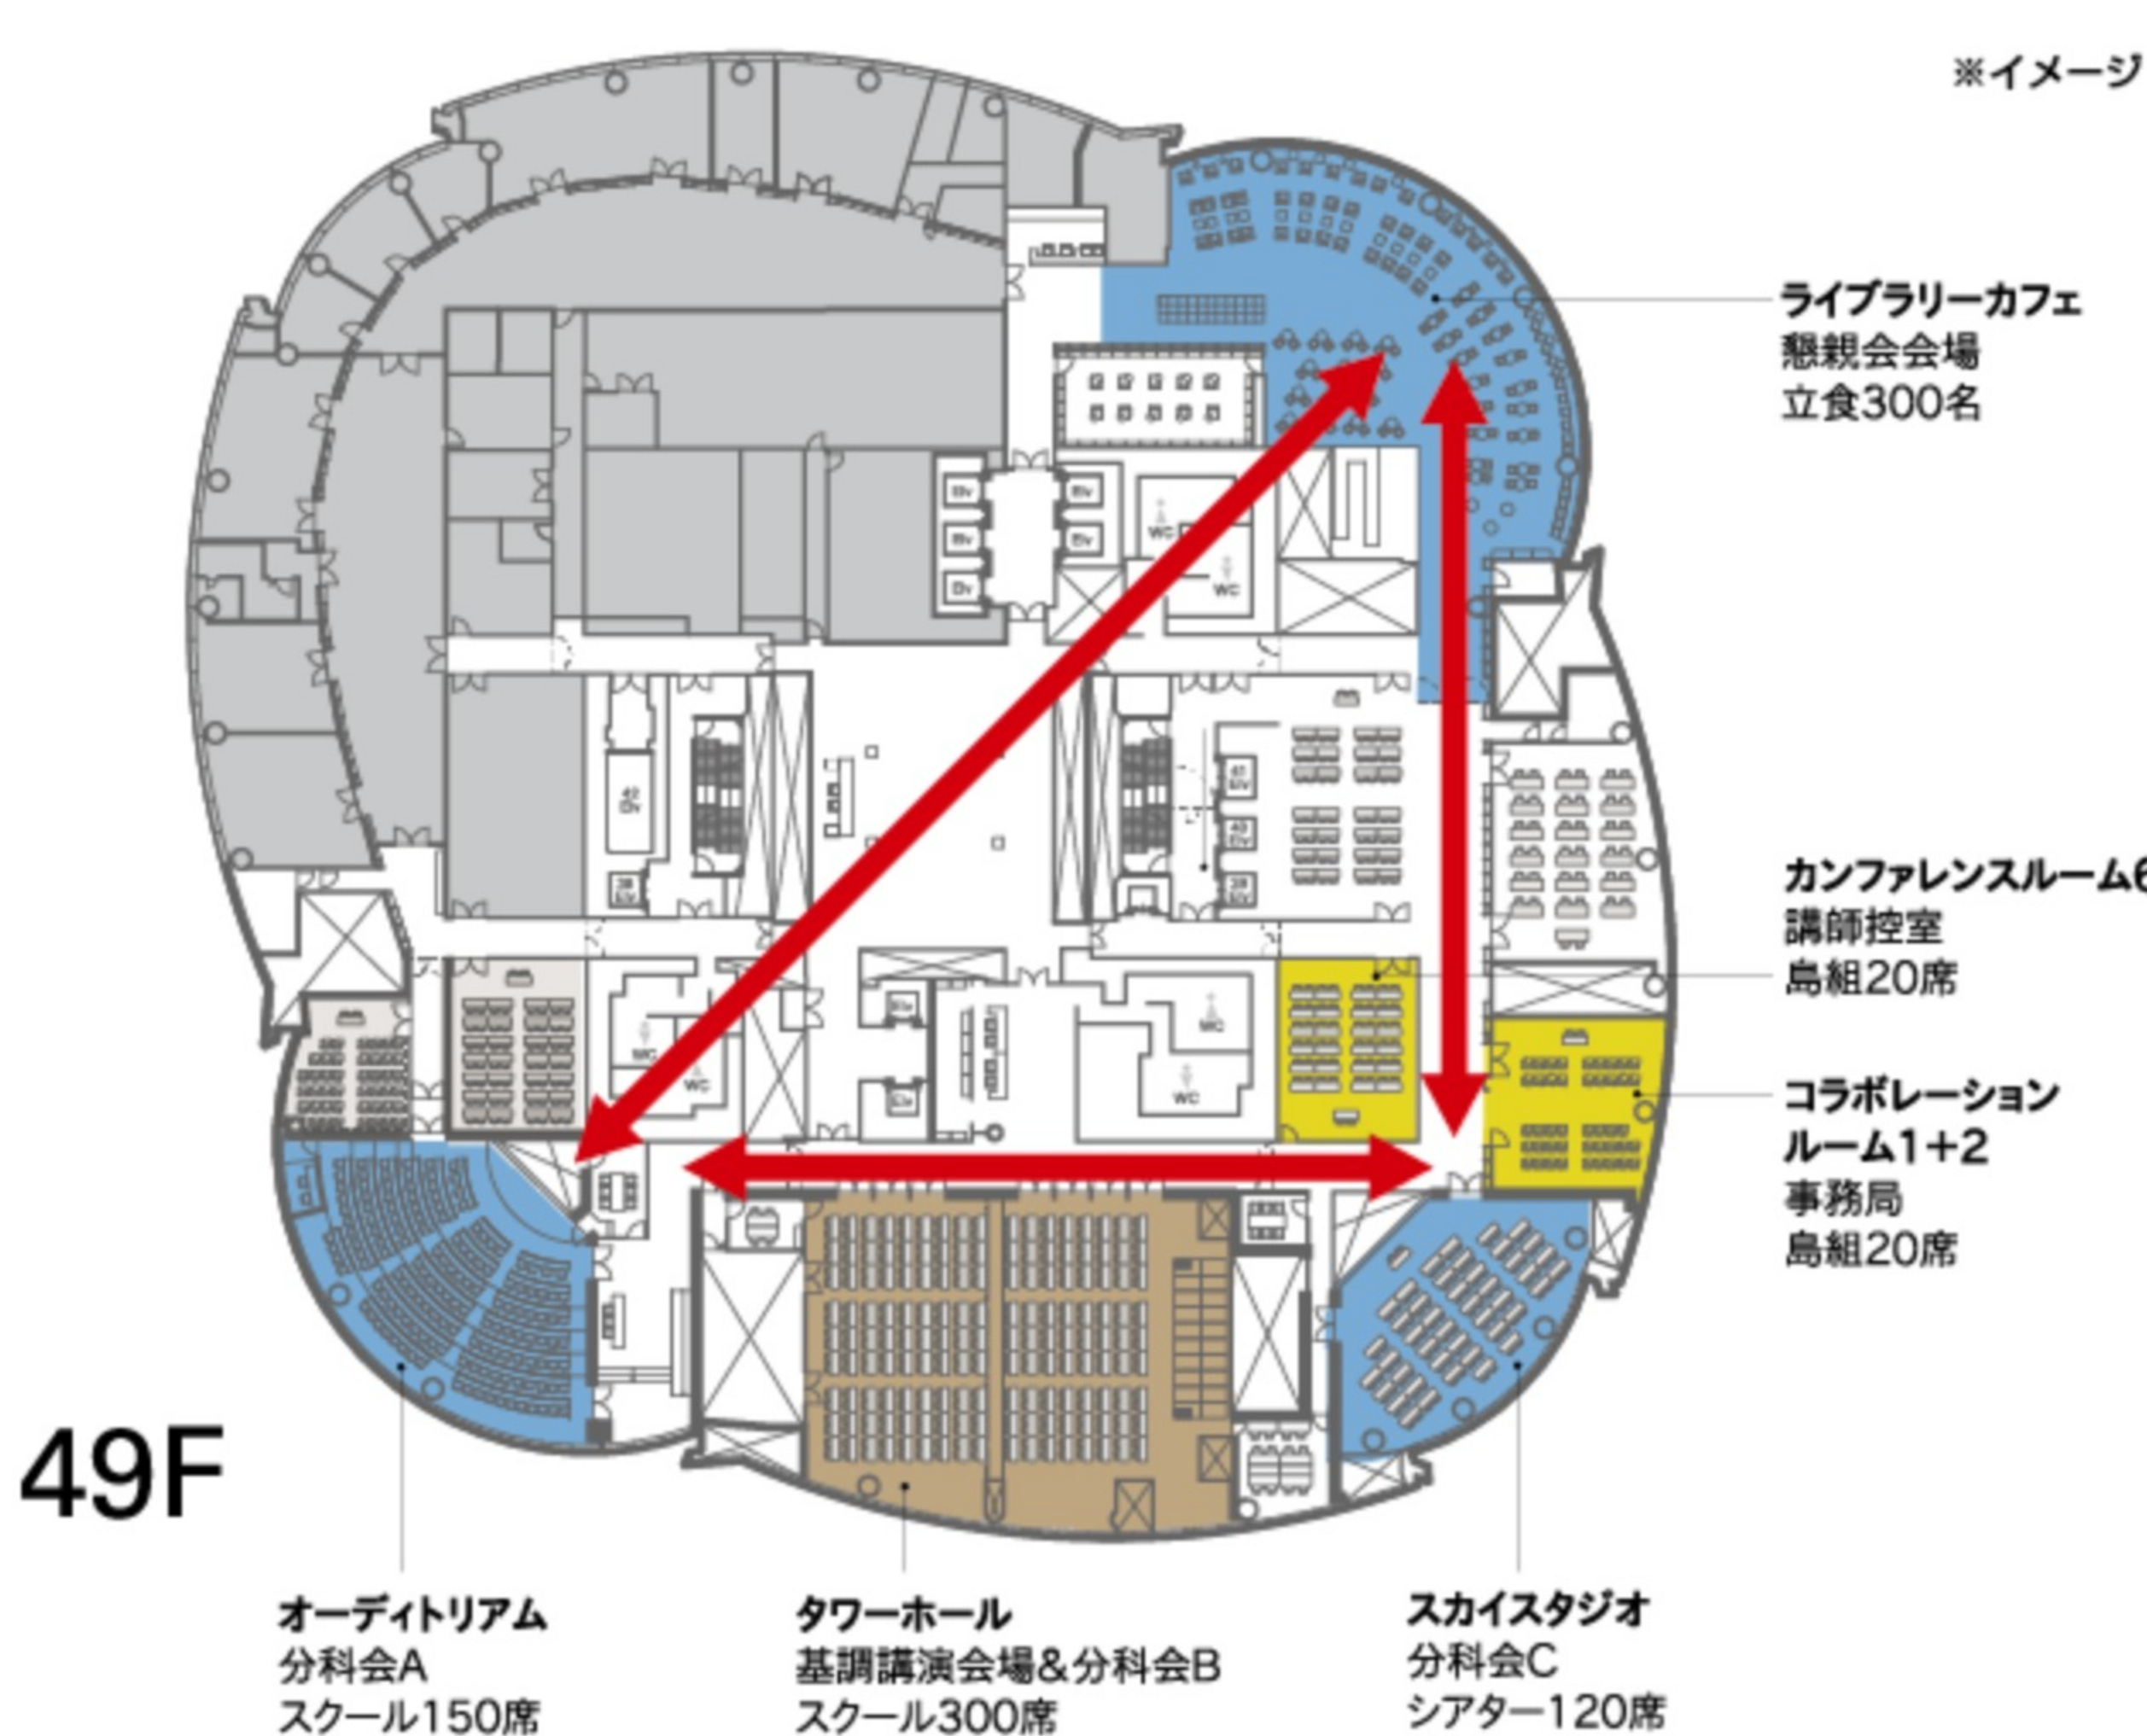 ※イメージ
ライブラリーカフェ
懇親会会場
立食300名
カンファレンスルーム6
講師控室
島組20席
コラボレーション
ルーム1+2
事務局
島組20席
49F
オーディトリアム
分科会A
スクール150席
タワーホール
基調講演会場&分科会B
スクール300席
スカイスタジオ
分科会C
シアター120席
WC
WC
WC
WC
WC
WC